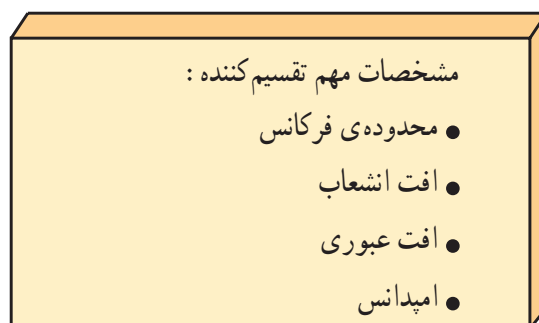 مشخصات مهم تقسیم‌کننده :
● محدوده‌ی فرکانس
● افت انشعاب
● افت عبوری
● امپدانس